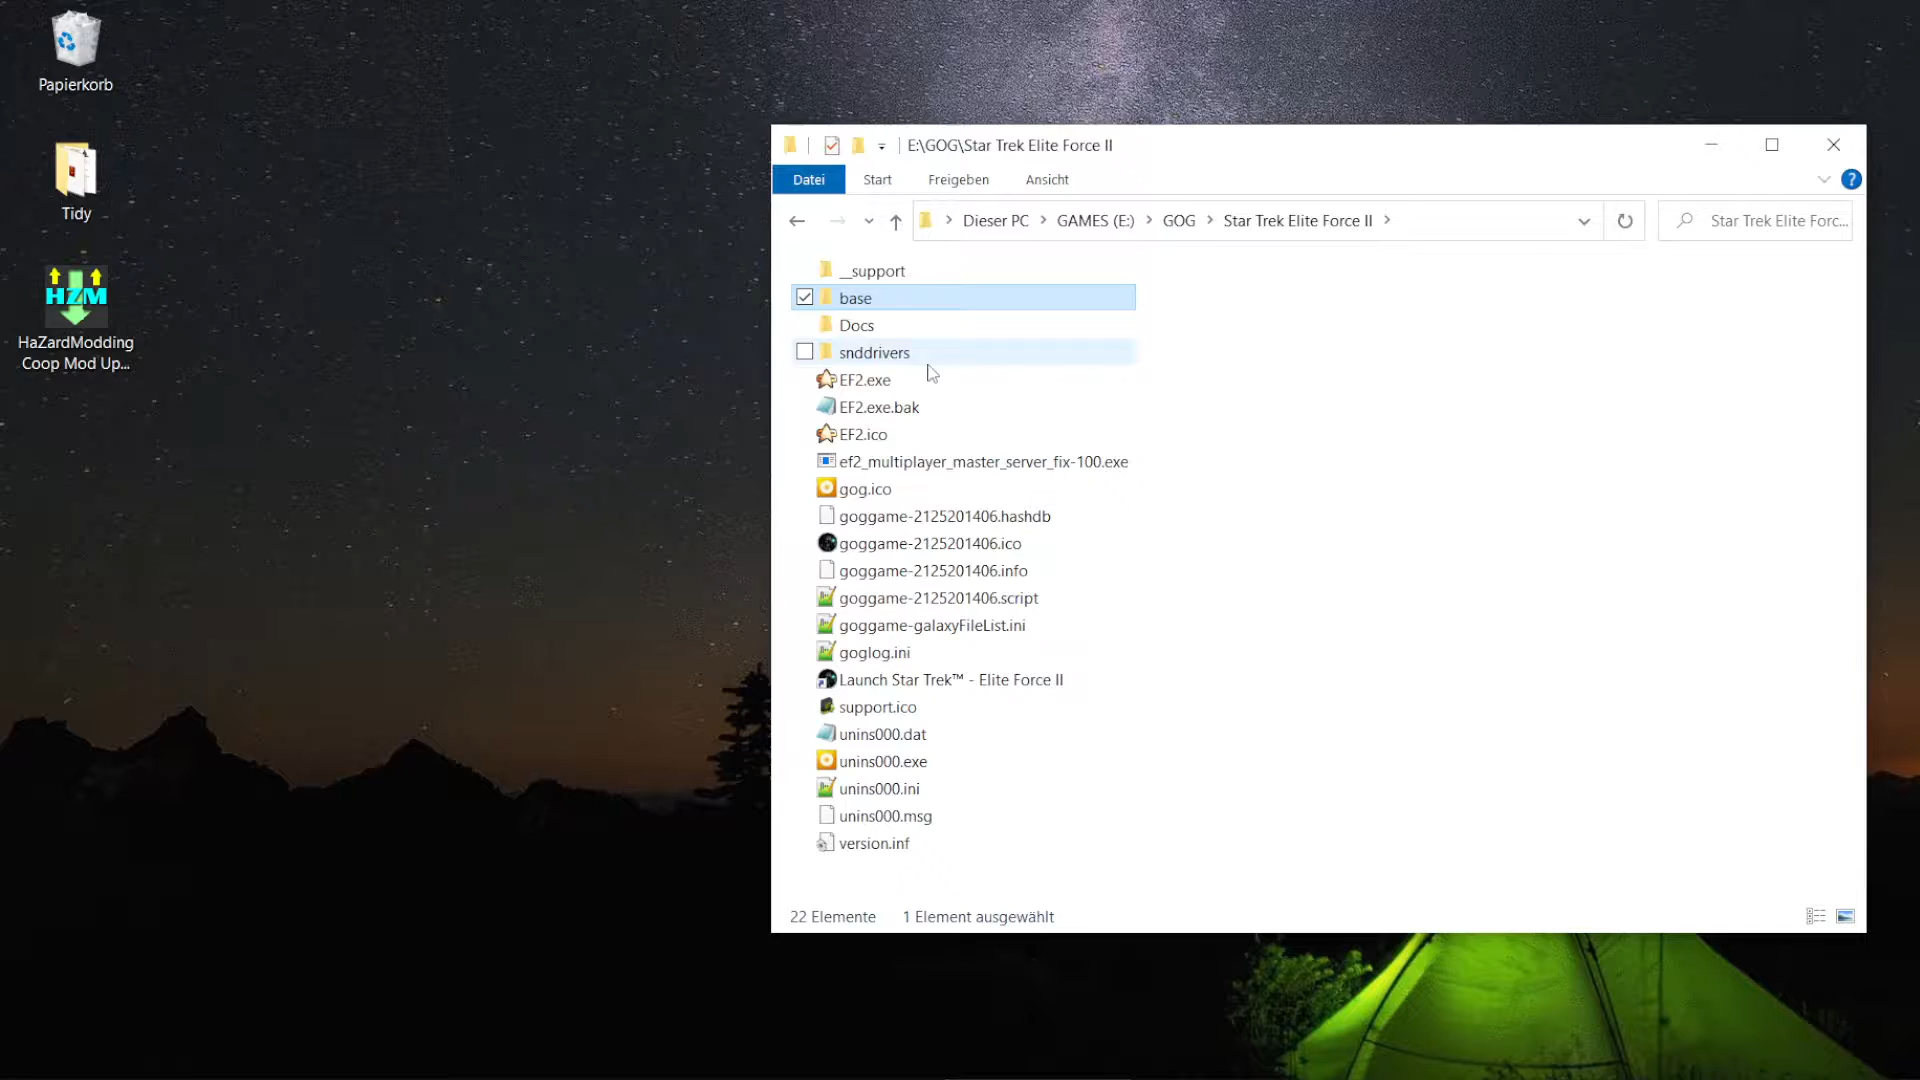 Papierkorb
Tidy
HZM
HaZardModding
Coop Mod Up...
E:\GOG\Star Trek Elite Force II
Datei Start Freigeben Ansicht ?
Dieser PC GAMES (E:) GOG Star Trek Elite Force II Star Trek Elite Forc...
__support
base
Docs
snddrivers
EF2.exe
EF2.exe.bak
EF2.ico
ef2_multiplayer_master_server_fix-100.exe
gog.ico
goggame-2125201406.hashdb
goggame-2125201406.ico
goggame-2125201406.info
goggame-2125201406.script
goggame-galaxyFileList.ini
goglog.ini
Launch Star Trek™ - Elite Force II
support.ico
unins000.dat
unins000.exe
unins000.ini
unins000.msg
version.inf
22 Elemente 1 Element ausgewählt